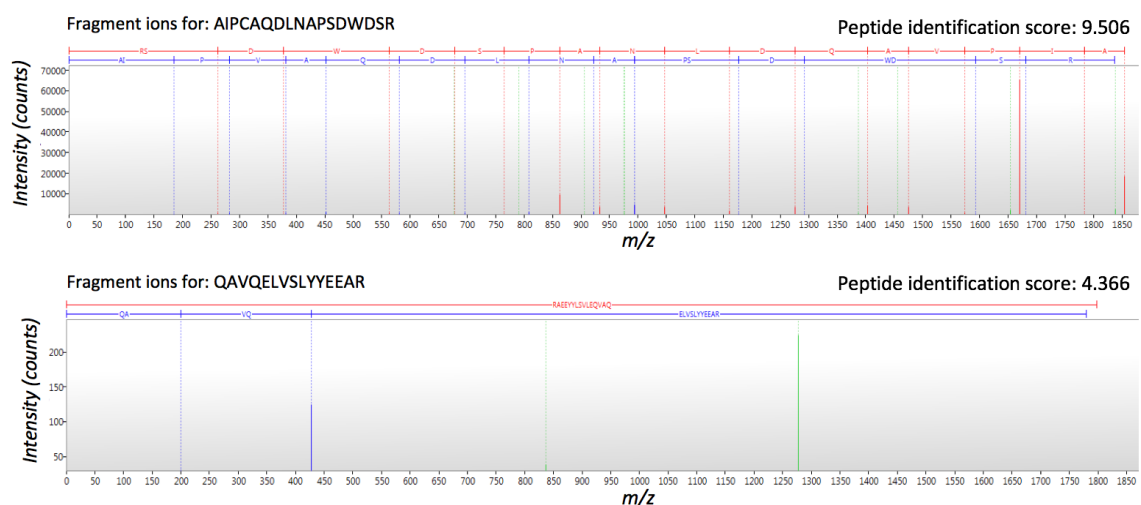 Fragment ions for: AIPCAQDLNAPSDWDSR
Peptide identification score: 9.506
RS D W D S P A N L D Q A V P I A
AI P V A Q D L N A PS D WD S R
Intensity (counts)
70000
60000
50000
40000
30000
20000
10000
0 50 100 150 200 250 300 350 400 450 500 550 600 650 700 750 800 850 900 950 1000 1050 1100 1150 1200 1250 1300 1350 1400 1450 1500 1550 1600 1650 1700 1750 1800 1850
m/z
Fragment ions for: QAVQELVSLYYEEAR
Peptide identification score: 4.366
RAEEYYLSVLEQVAQ
QA VQ ELVSLYYEEAR
Intensity (counts)
200
150
100
50
0 50 100 150 200 250 300 350 400 450 500 550 600 650 700 750 800 850 900 950 1000 1050 1100 1150 1200 1250 1300 1350 1400 1450 1500 1550 1600 1650 1700 1750 1800 1850
m/z